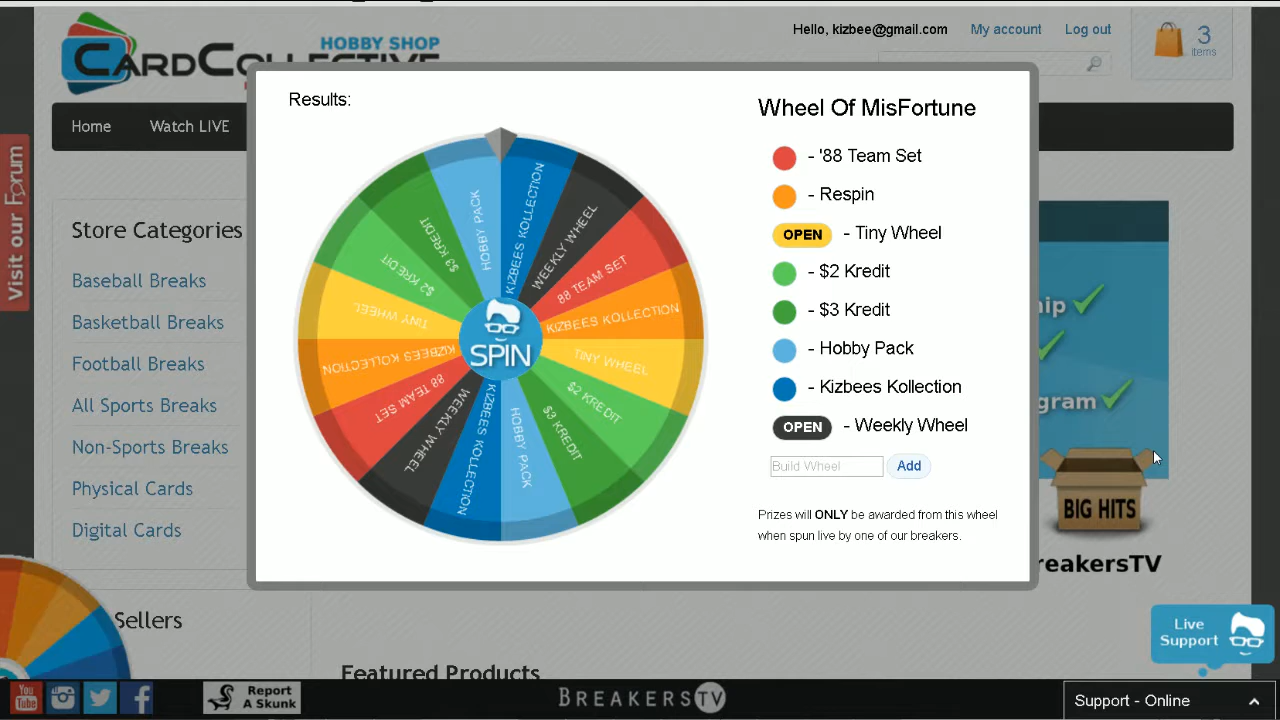 HOBBY SHOP
CARDCOLLECTIVE
Hello, kizbee@gmail.com
My account
Log out
3
items
Home
Watch LIVE
Visit our Forum
Store Categories
Baseball Breaks
Basketball Breaks
Football Breaks
All Sports Breaks
Non-Sports Breaks
Physical Cards
Digital Cards
Sellers
Results:
KIZBEES KOLLECTION
WEEKLY WHEEL
88 TEAM SET
KIZBEES KOLLECTION
TINY WHEEL
$2 KREDIT
$3 KREDIT
HOBBY PACK
KIZBEES KOLLECTION
WEEKLY WHEEL
88 TEAM SET
KIZBEES KOLLECTION
TINY WHEEL
$2 KREDIT
$3 KREDIT
HOBBY PACK
SPIN
Wheel Of MisFortune
- '88 Team Set
- Respin
OPEN - Tiny Wheel
- $2 Kredit
- $3 Kredit
- Hobby Pack
- Kizbees Kollection
OPEN - Weekly Wheel
Build Wheel
Add
Prizes will ONLY be awarded from this wheel
when spun live by one of our breakers.
ip
gram
BIG HITS
reakersTV
Live
Support
Featured Products
You
Tube
Report
A Skunk
BREAKERSTV
Support - Online